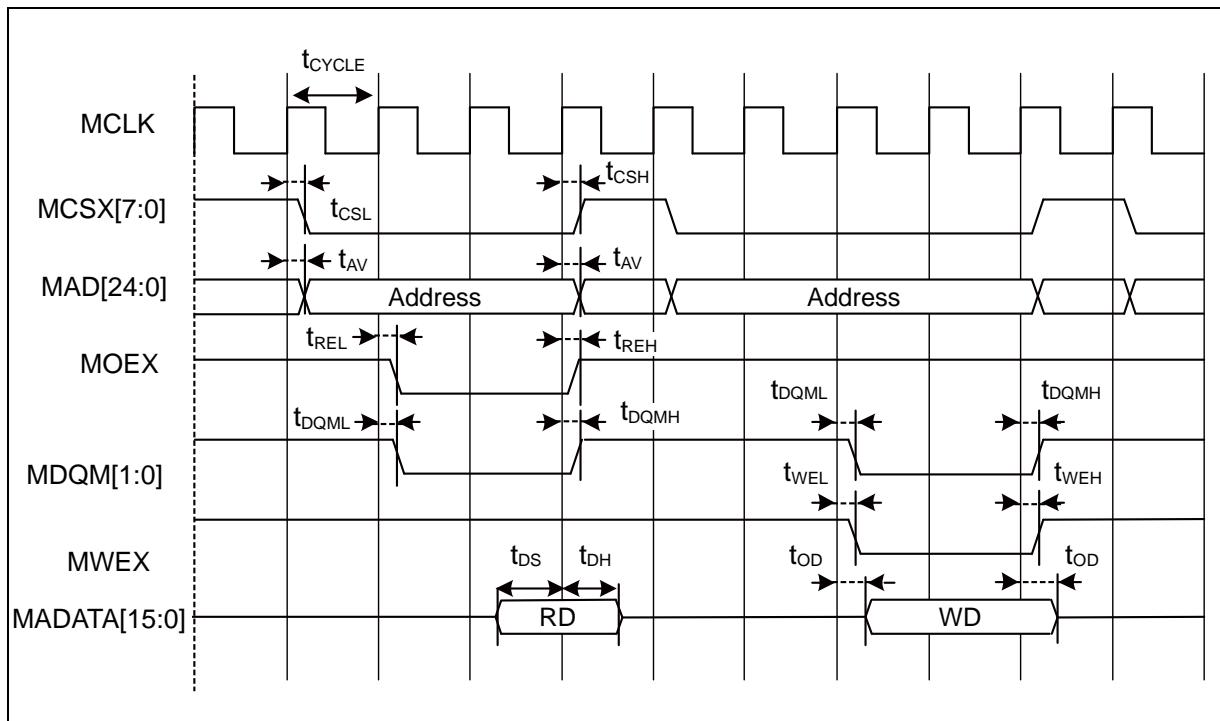 tCYCLE
MCLK
tCSH
MCSX[7:0]
tCSL
tAV
tAV
MAD[24:0]
Address
Address
tREL
tREH
MOEX
tDQML
tDQMH
tDQML
tDQMH
MDQM[1:0]
tWEL
tWEH
MWEX
tDS
tDH
tOD
tOD
MADATA[15:0]
RD
WD